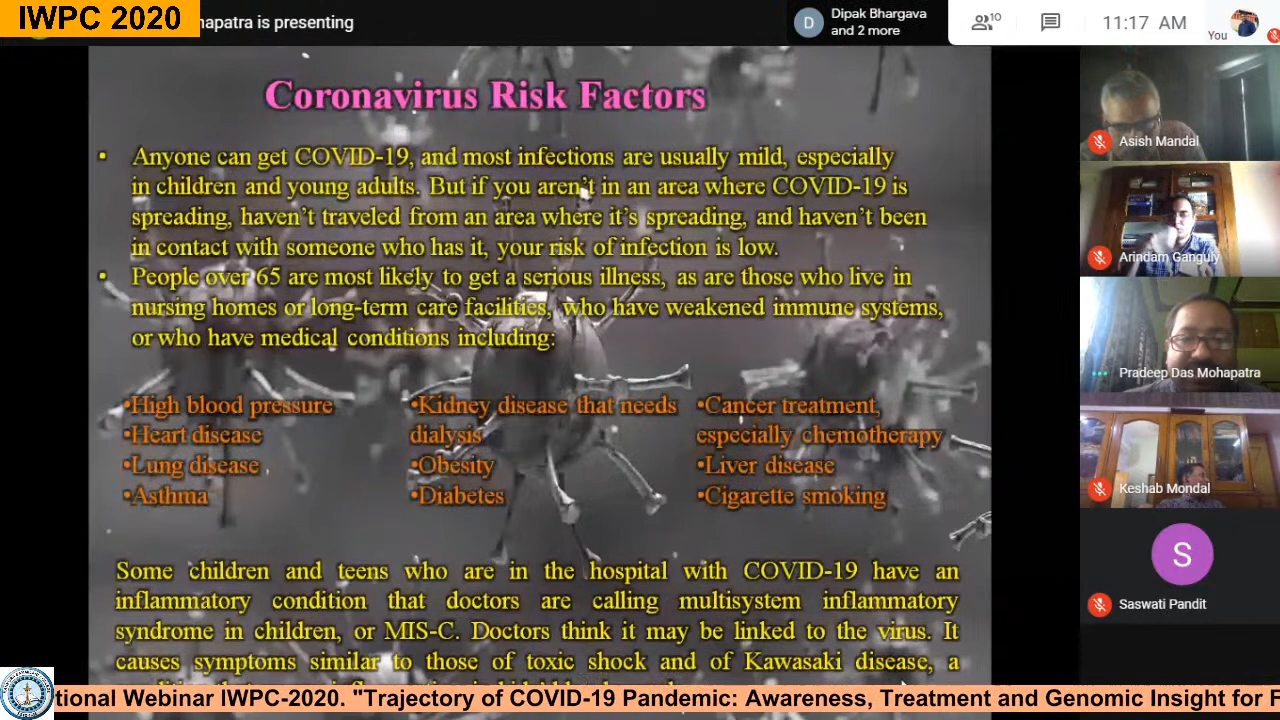 IWPC 2020
hapatra is presenting
D
Dipak Bhargava
and 2 more
10
11:17 AM
You
Coronavirus Risk Factors
• Anyone can get COVID-19, and most infections are usually mild, especially
in children and young adults. But if you aren't in an area where COVID-19 is
spreading, haven't traveled from an area where it's spreading, and haven't been
in contact with someone who has it, your risk of infection is low.
• People over 65 are most likely to get a serious illness, as are those who live in
nursing homes or long-term care facilities, who have weakened immune systems,
or who have medical conditions including:
•High blood pressure
•Heart disease
•Lung disease
•Asthma
•Kidney disease that needs
dialysis
•Obesity
•Diabetes
•Cancer treatment,
especially chemotherapy
•Liver disease
•Cigarette smoking
Some children and teens who are in the hospital with COVID-19 have an
inflammatory condition that doctors are calling multisystem inflammatory
syndrome in children, or MIS-C. Doctors think it may be linked to the virus. It
causes symptoms similar to those of toxic shock and of Kawasaki disease, a
Asish Mandal
Arindam Ganguly
Pradeep Das Mohapatra
Keshab Mondal
S
Saswati Pandit
tional Webinar IWPC-2020. "Trajectory of COVID-19 Pandemic: Awareness, Treatment and Genomic Insight for F